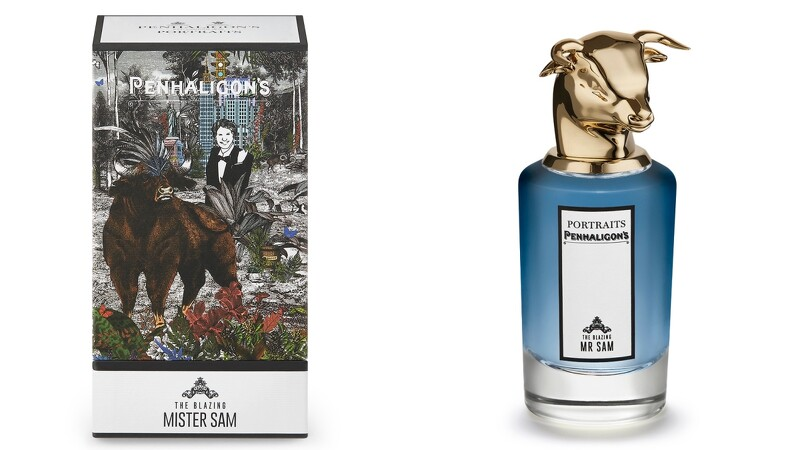 PENHALIGON'S
PORTRAITS
PENHALIGON'S
THE BLAZING
MISTER SAM
PORTRAITS
PENHALIGON'S
THE BLAZING
MR SAM